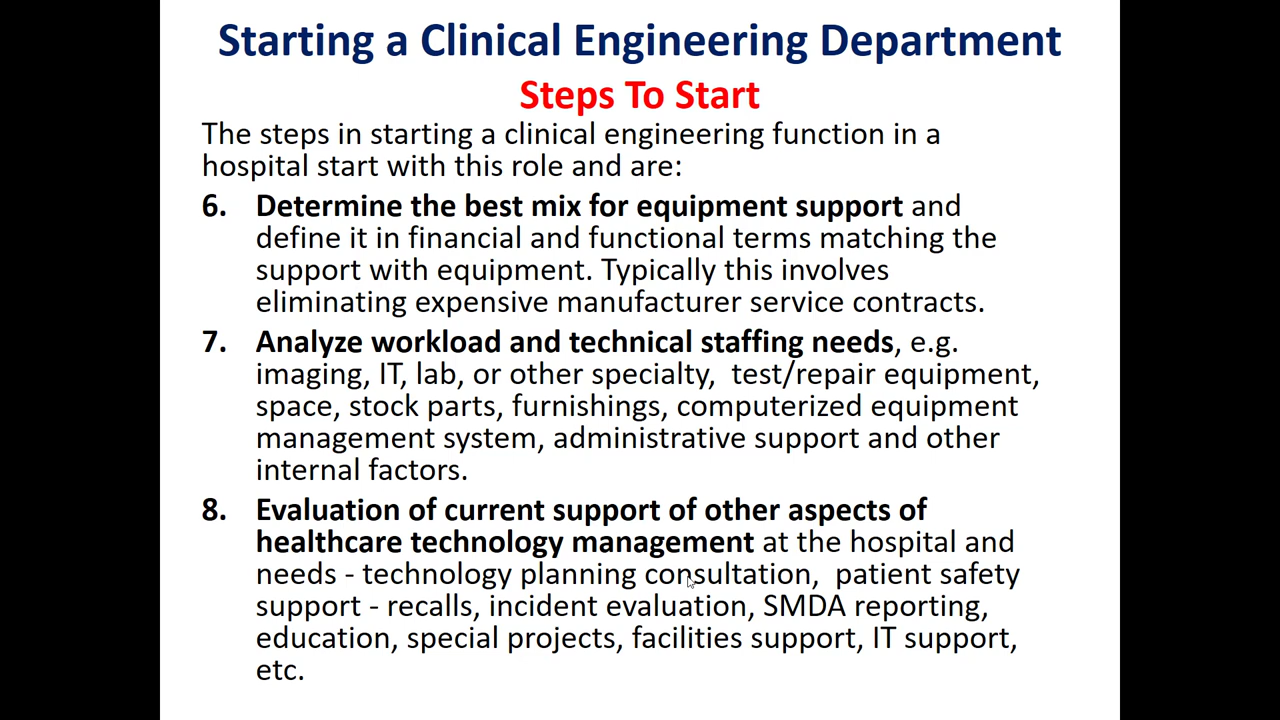 Starting a Clinical Engineering Department
Steps To Start
The steps in starting a clinical engineering function in a
hospital start with this role and are:
6. Determine the best mix for equipment support and
define it in financial and functional terms matching the
support with equipment. Typically this involves
eliminating expensive manufacturer service contracts.
7. Analyze workload and technical staffing needs, e.g.
imaging, IT, lab, or other specialty,  test/repair equipment,
space, stock parts, furnishings, computerized equipment
management system, administrative support and other
internal factors.
8. Evaluation of current support of other aspects of
healthcare technology management at the hospital and
needs - technology planning consultation,  patient safety
support - recalls, incident evaluation, SMDA reporting,
education, special projects, facilities support, IT support,
etc.